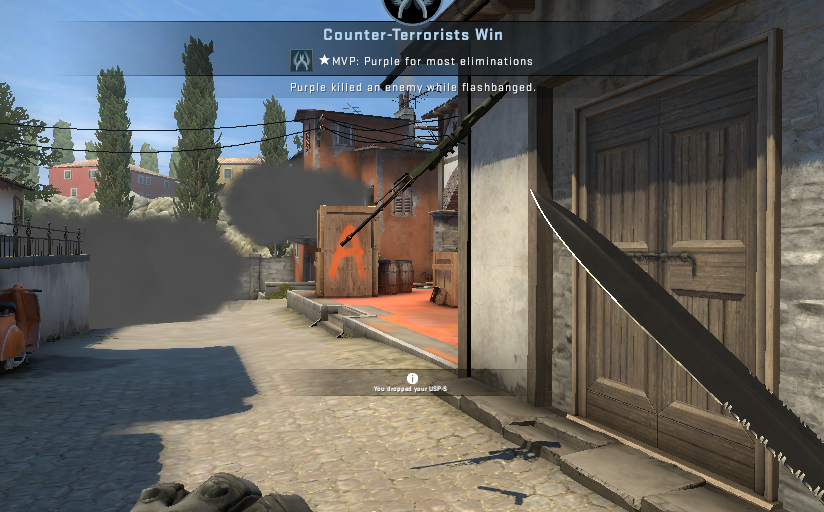 Counter-Terrorists Win
★MVP: Purple for most eliminations
Purple killed an enemy while flashbanged.
A
You dropped your USP-S